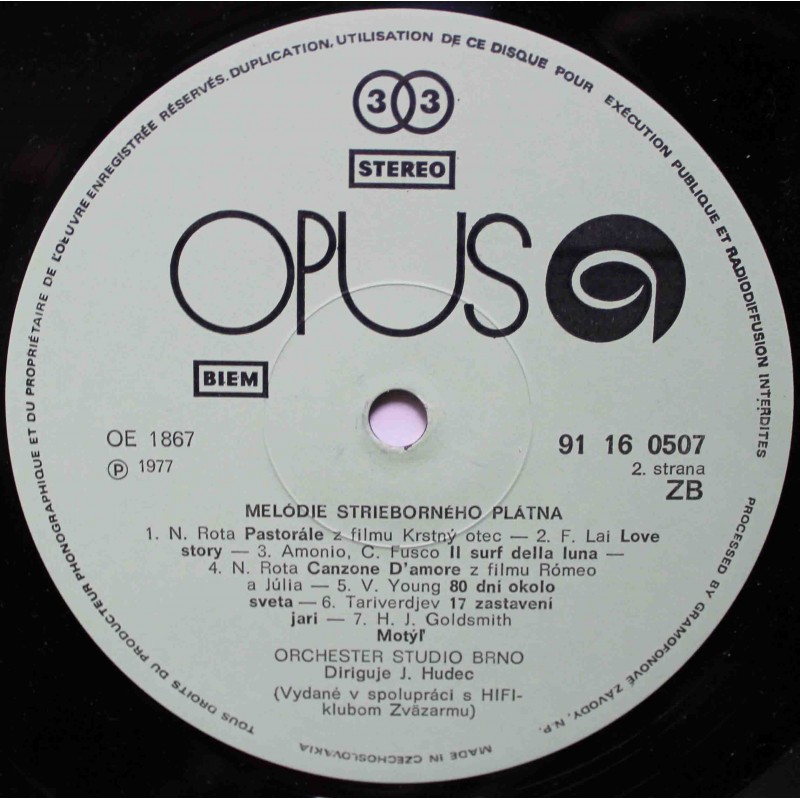 TOUS DROITS DU PRODUCTEUR PHONOGRAPHIQUE ET DU PROPRIÉTAIRE DE L'OEUVRE ENREGISTRÉE RÉSERVÉS. DUPLICATION, UTILISATION DE CE DISQUE POUR EXÉCUTION PUBLIQUE ET RADIODIFFUSION INTERDITES
33
STEREO
OPUS
BIEM
OE 1867
℗ 1977
91 16 0507
2. strana
ZB
MELÓDIE STRIEBORNÉHO PLÁTNA
1. N. Rota Pastorále z filmu Krstný otec — 2. F. Lai Love
story — 3. Amonio, C. Fusco Il surf della luna —
4. N. Rota Canzone D'amore z filmu Rómeo
a Júlia — 5. V. Young 80 dní okolo
sveta — 6. Tariverdjev 17 zastavení
jari — 7. H. J. Goldsmith
Motýľ
ORCHESTER STUDIO BRNO
Diriguje J. Hudec
(Vydané v spolupráci s HIFI-
klubom Zväzarmu)
PROCESSED BY GRAMOFONOVÉ ZÁVODY, N.P.
MADE IN CZECHOSLOVAKIA